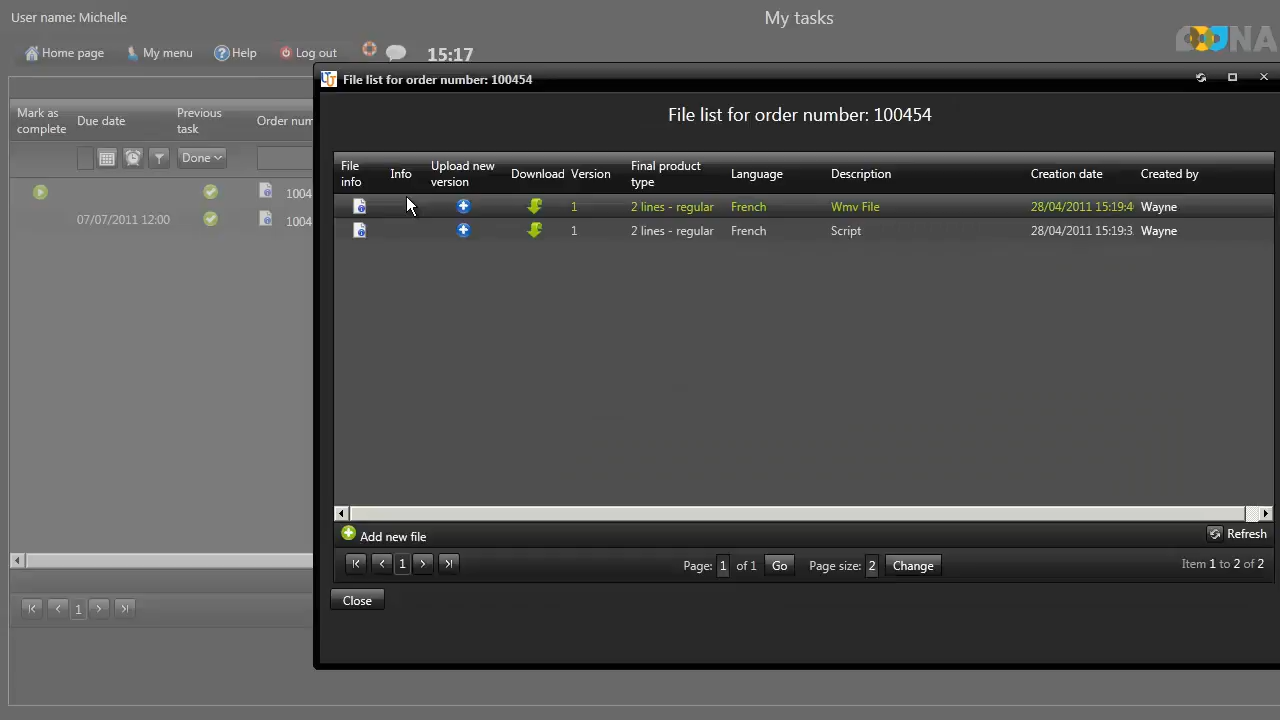 User name: Michelle
My tasks
Home page My menu Help Log out 15:17
File list for order number: 100454
File list for order number: 100454
Mark as complete
Due date
Previous task
Order num
Done
1004
07/07/2011 12:00 1004
1
File info
Info
Upload new version
Download
Version
Final product type
Language
Description
Creation date
Created by
1 2 lines - regular French Wmv File 28/04/2011 15:19:4 Wayne
1 2 lines - regular French Script 28/04/2011 15:19:3 Wayne
Add new file
Refresh
1 Page: 1 of 1 Go Page size: 2 Change Item 1 to 2 of 2
Close